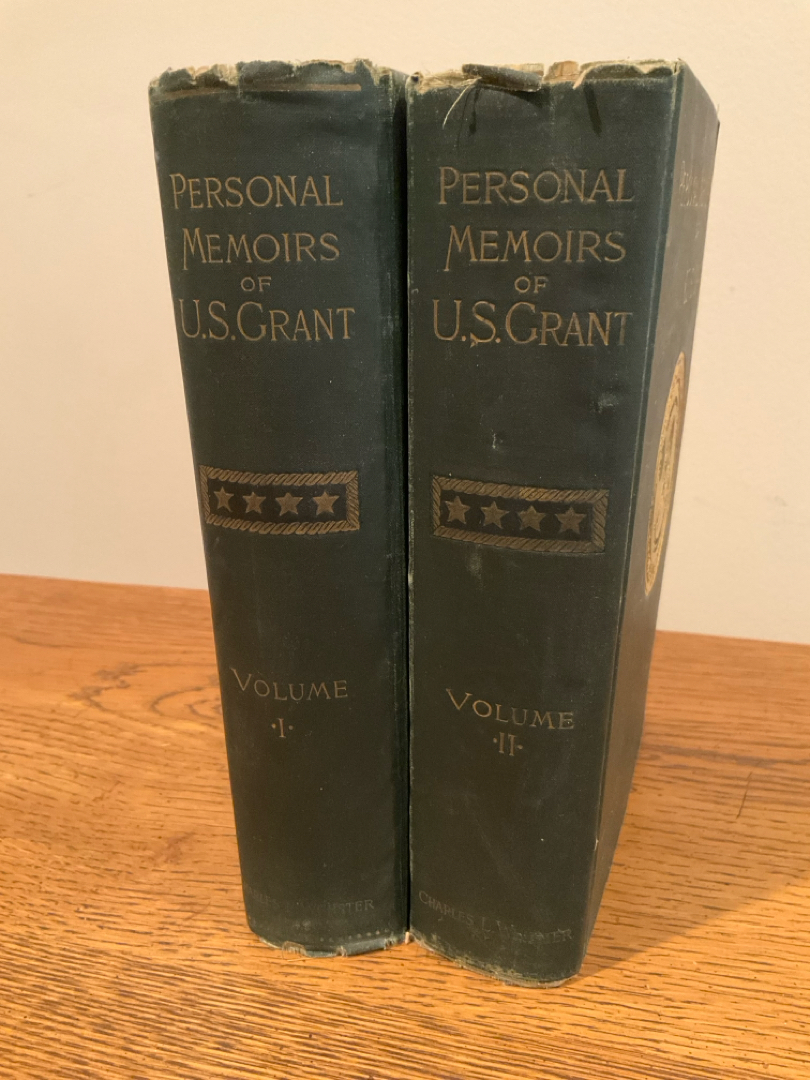 PERSONAL
MEMOIRS
OF
U.S. GRANT
VOLUME
·I·
PERSONAL
MEMOIRS
OF
U.S. GRANT
VOLUME
·II·
CHARLES L. WEBSTER